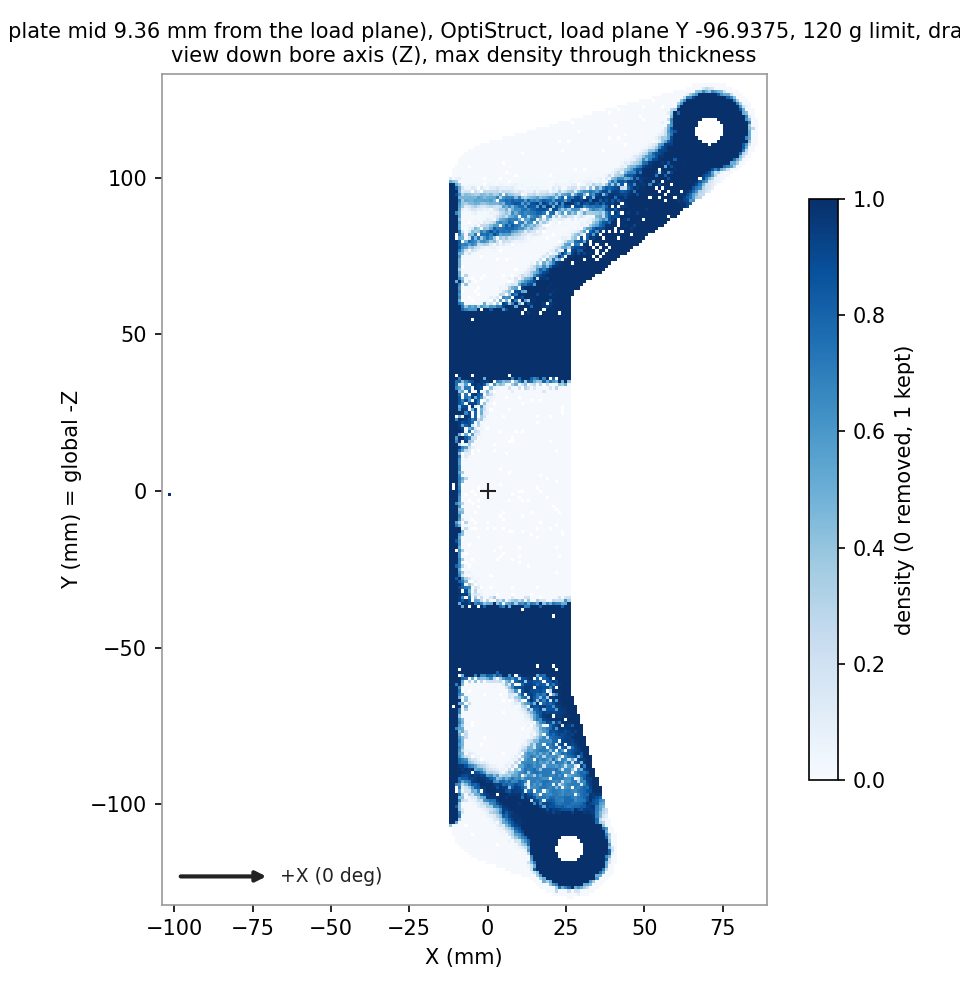 plate mid 9.36 mm from the load plane), OptiStruct, load plane Y -96.9375, 120 g limit, dra
view down bore axis (Z), max density through thickness
100
50
0
−50
−100
Y (mm) = global -Z
+X (0 deg)
−100 −75 −50 −25 0 25 50 75
X (mm)
1.0
0.8
0.6
0.4
0.2
0.0
density (0 removed, 1 kept)